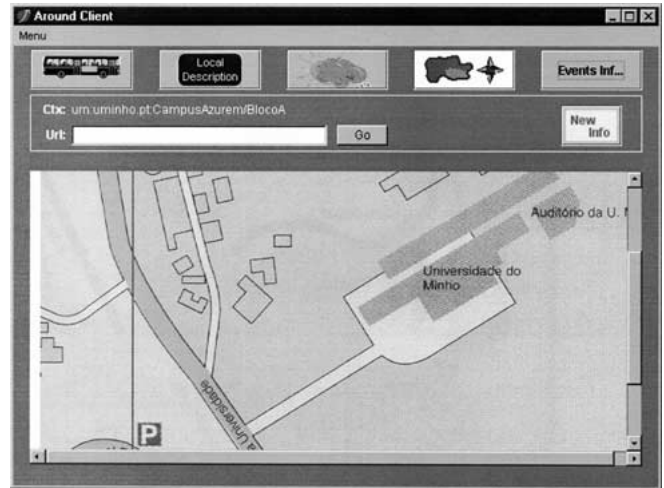 Around Client
Menu
Local
Description
Events Inf...
Ctx: urn:uminho.pt:CampusAzurem/BlocoA
Url:
Go
New
Info
Auditório da U.
Universidade do
Minho
a Universidade
P